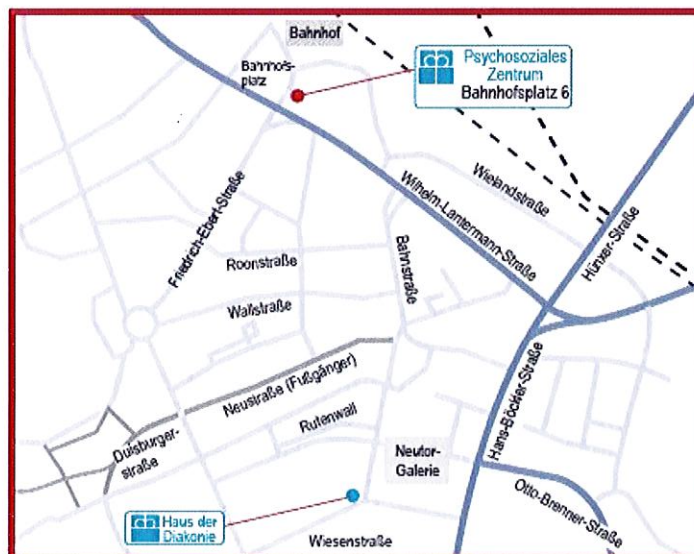 Bahnhof
Bahnhofs-
platz
Psychosoziales
Zentrum
Bahnhofsplatz 6
Wielandstraße
Wilhelm-Lantermann-Straße
Hünxer-Straße
Friedrich-Ebert-Straße
Bahnstraße
Roonstraße
Wallstraße
Neustraße (Fußgänger)
Hans-Böckler-Straße
Rutenwall
Duisburger-
straße
Neutor-
Galerie
Otto-Brenner-Straße
Haus der
Diakonie
Wiesenstraße